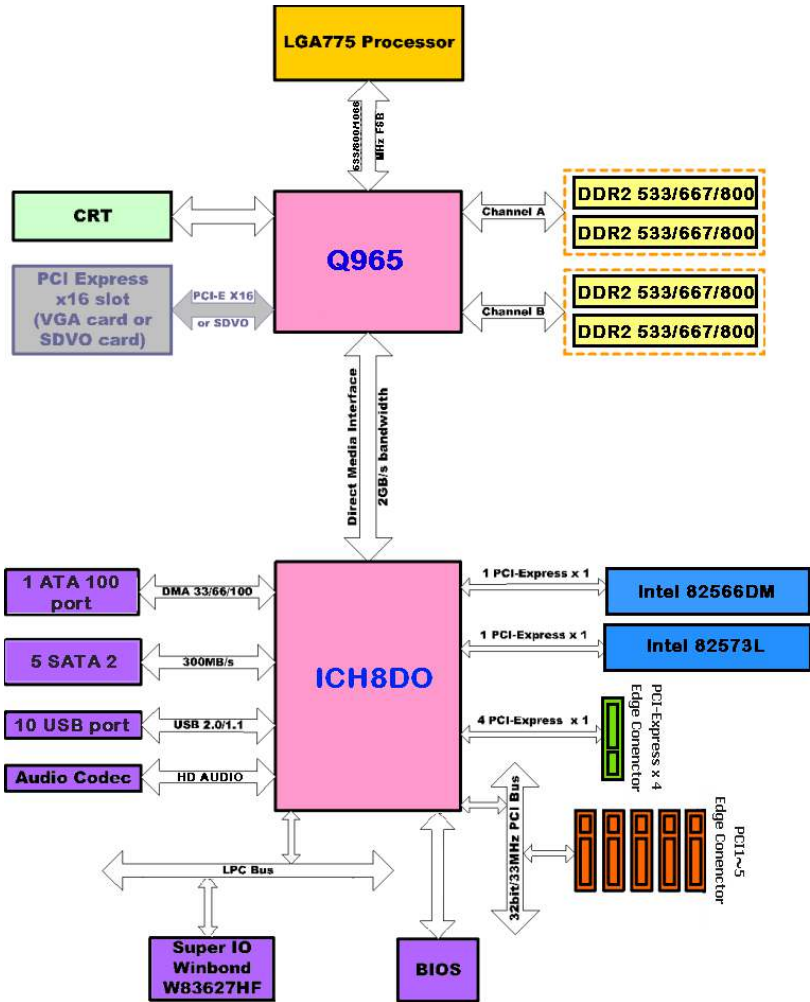 LGA775 Processor
533/800/1066
MHz FSB
CRT
Q965
Channel A
DDR2 533/667/800
DDR2 533/667/800
PCI Express
x16 slot
(VGA card or
SDVO card)
PCI-E X16
or SDVO
Channel B
DDR2 533/667/800
DDR2 533/667/800
Direct Media Interface
2GB/s bandwidth
1 ATA 100
port
DMA 33/66/100
ICH8DO
1 PCI-Express x 1
Intel 82566DM
5 SATA 2
300MB/s
1 PCI-Express x 1
Intel 82573L
10 USB port
USB 2.0/1.1
4 PCI-Express x 1
PCI-Express x 4
Edge Conenctor
Audio Codec
HD AUDIO
32bit/33MHz PCI Bus
PCI1~5
Edge Conenctor
LPC Bus
Super IO
Winbond
W83627HF
BIOS